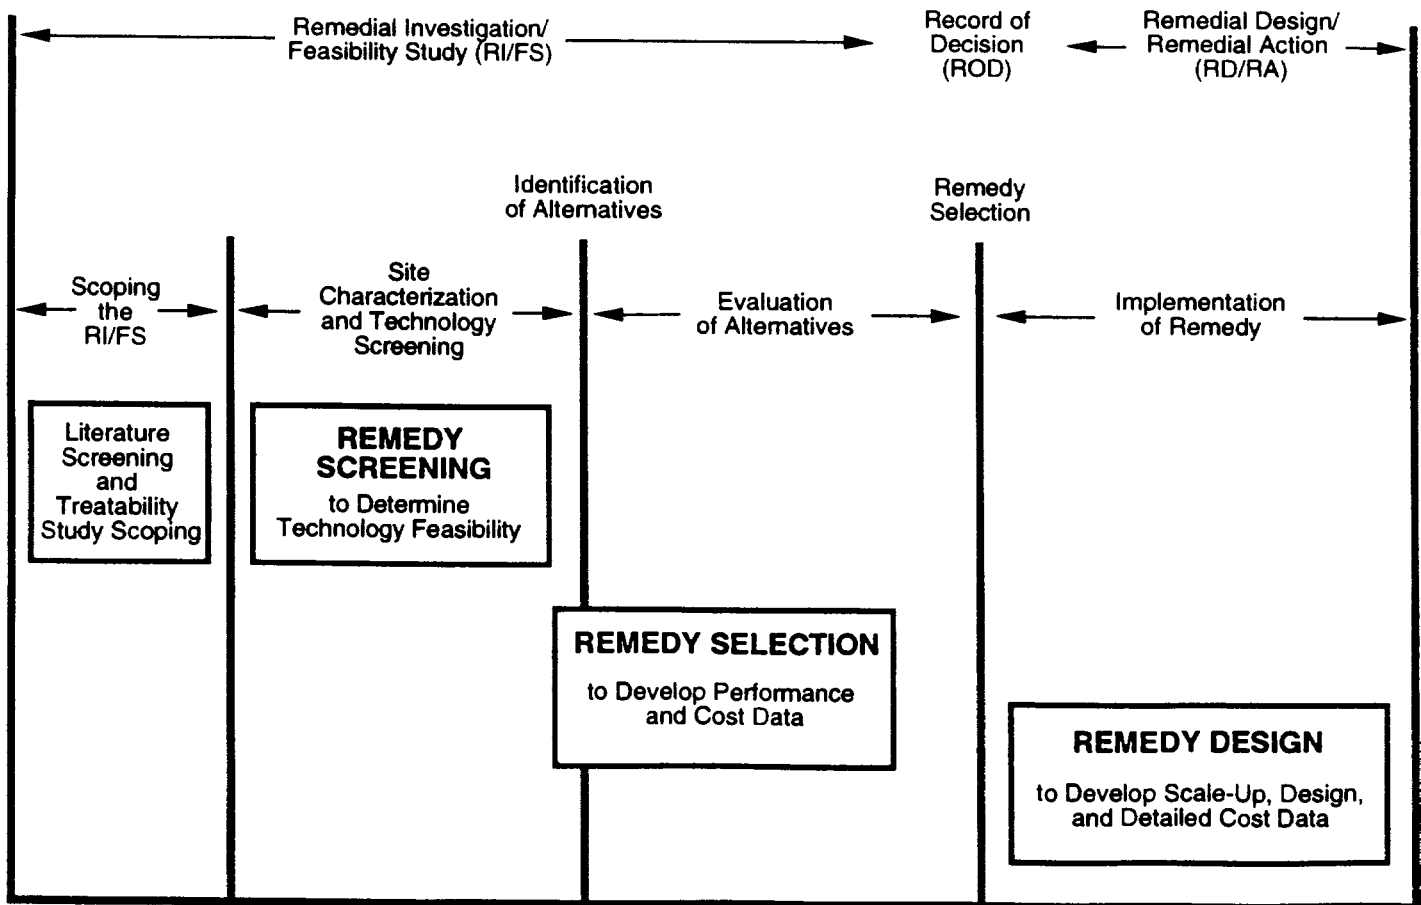 Remedial Investigation/
Feasibility Study (RI/FS)
Record of
Decision
(ROD)
Remedial Design/
Remedial Action
(RD/RA)
Identification
of Alternatives
Remedy
Selection
Scoping
the
RI/FS
Site
Characterization
and Technology
Screening
Evaluation
of Alternatives
Implementation
of Remedy
Literature
Screening
and
Treatability
Study Scoping
REMEDY
SCREENING
to Determine
Technology Feasibility
REMEDY SELECTION
to Develop Performance
and Cost Data
REMEDY DESIGN
to Develop Scale-Up, Design,
and Detailed Cost Data